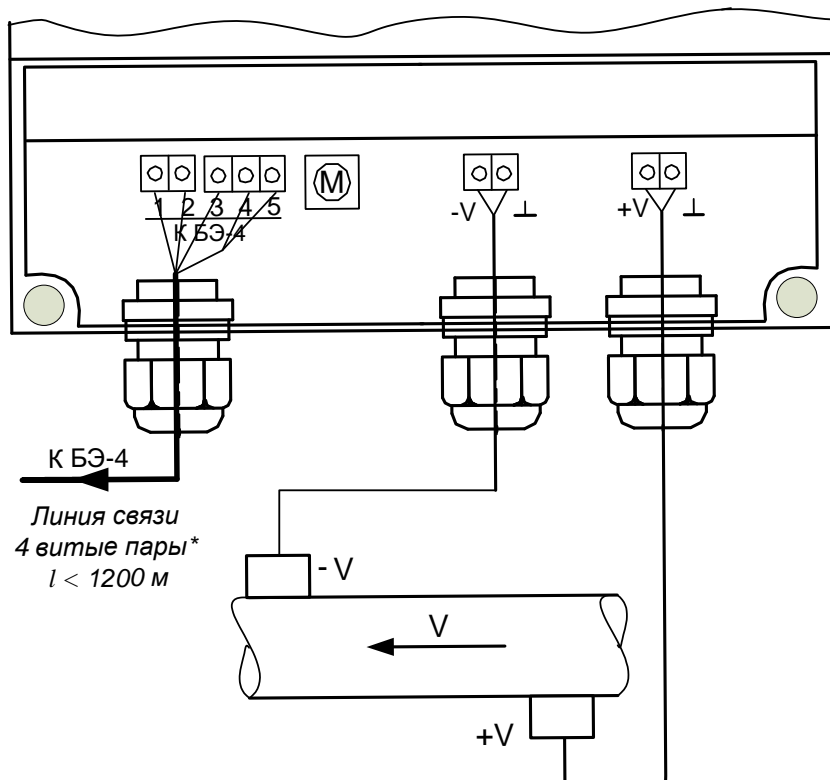 1 2 3 4 5
К БЭ-4
M
-V ⊥
+V ⊥
К БЭ-4
Линия связи
4 витые пары*
l < 1200 м
- V
V
+V